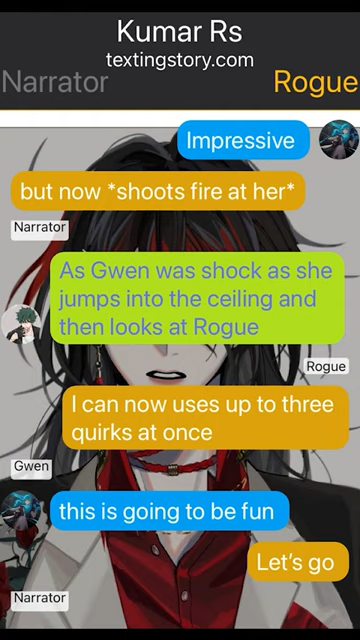 Kumar Rs
textingstory.com
Narrator
Rogue
Impressive
but now *shoots fire at her*
Narrator
As Gwen was shock as she
jumps into the ceiling and
then looks at Rogue
Rogue
I can now uses up to three
quirks at once
Gwen
this is going to be fun
Let’s go
Narrator